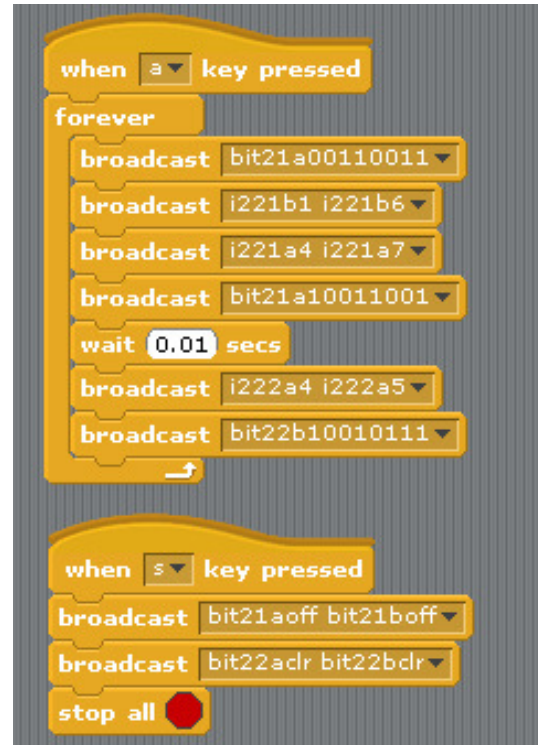 when a key pressed
forever
broadcast bit21a00110011
broadcast i221b1 i221b6
broadcast i221a4 i221a7
broadcast bit21a10011001
wait 0.01 secs
broadcast i222a4 i222a5
broadcast bit22b10010111
when s key pressed
broadcast bit21aoff bit21boff
broadcast bit22aclr bit22bclr
stop all